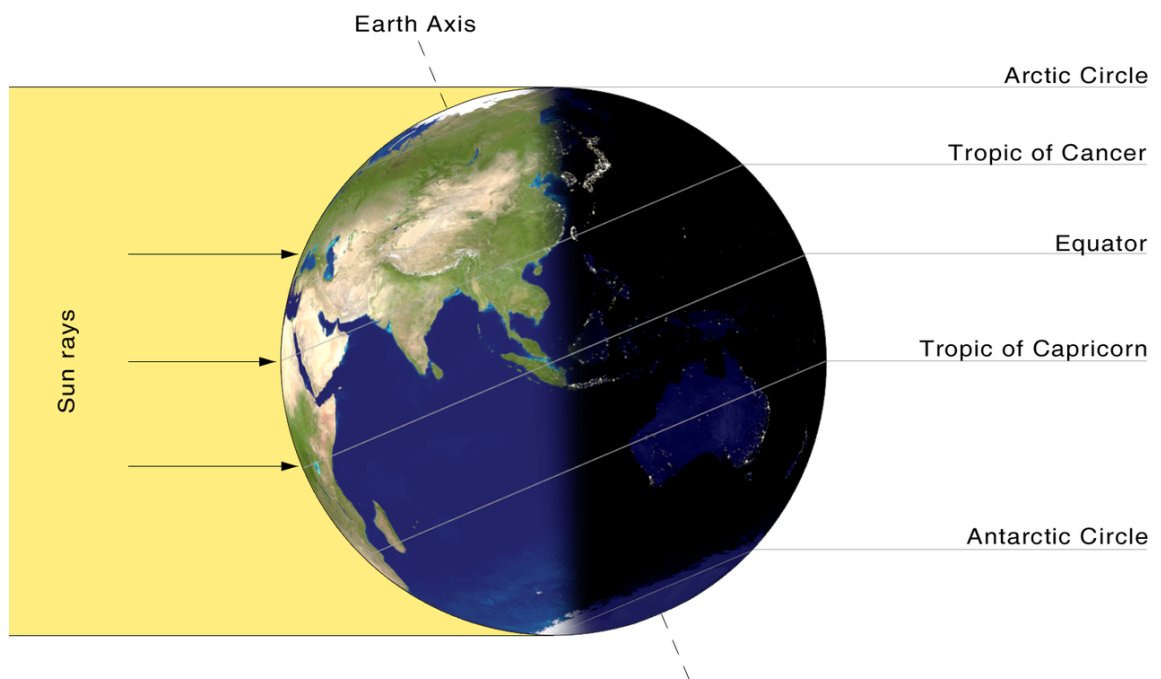 Earth Axis
Arctic Circle
Tropic of Cancer
Equator
Tropic of Capricorn
Sun rays
Antarctic Circle